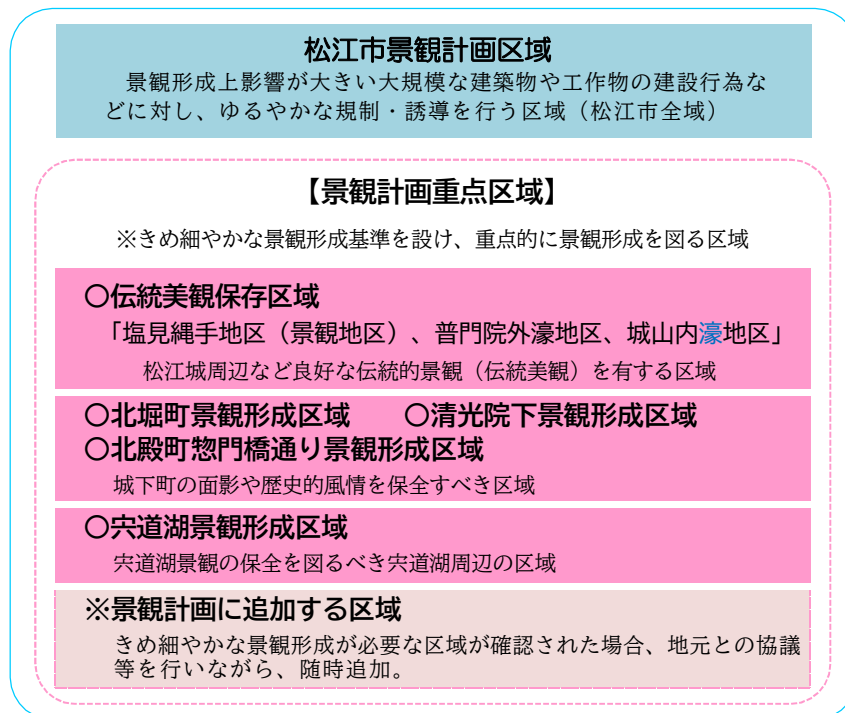 松江市景観計画区域
景観形成上影響が大きい大規模な建築物や工作物の建設行為な
どに対し、ゆるやかな規制・誘導を行う区域（松江市全域）
【景観計画重点区域】
※きめ細やかな景観形成基準を設け、重点的に景観形成を図る区域
〇伝統美観保存区域
「塩見縄手地区（景観地区）、普門院外濠地区、城山内濠地区」
松江城周辺など良好な伝統的景観（伝統美観）を有する区域
〇北堀町景観形成区域　〇清光院下景観形成区域
〇北殿町惣門橋通り景観形成区域
城下町の面影や歴史的風情を保全すべき区域
〇宍道湖景観形成区域
宍道湖景観の保全を図るべき宍道湖周辺の区域
※景観計画に追加する区域
きめ細やかな景観形成が必要な区域が確認された場合、地元との協議
等を行いながら、随時追加。